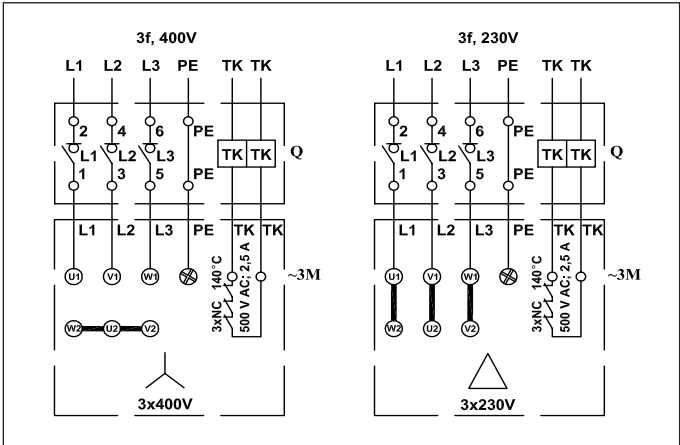 3f, 400V
L1 L2 L3 PE TK TK
2 4 6 PE
L1 L2 L3 TK TK Q
1 3 5 PE
L1 L2 L3 PE TK TK
U1 V1 W1 ~3M
3xNC 140°C
500 V AC; 2,5 A
W2 U2 V2
3x400V
3f, 230V
L1 L2 L3 PE TK TK
2 4 6 PE
L1 L2 L3 TK TK Q
1 3 5 PE
L1 L2 L3 PE TK TK
U1 V1 W1 ~3M
3xNC 140°C
500 V AC; 2,5 A
W2 U2 V2
3x230V